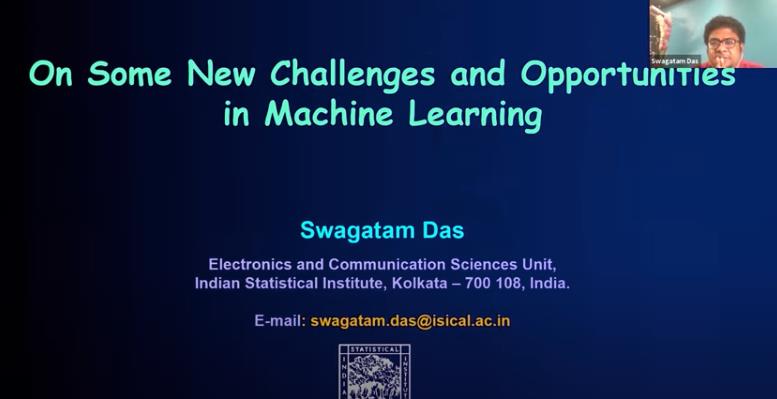 Swagatam Das
On Some New Challenges and Opportunities
in Machine Learning
Swagatam Das
Electronics and Communication Sciences Unit,
Indian Statistical Institute, Kolkata – 700 108, India.
E-mail: swagatam.das@isical.ac.in
INDIA
STATISTICAL
INSTITUTE